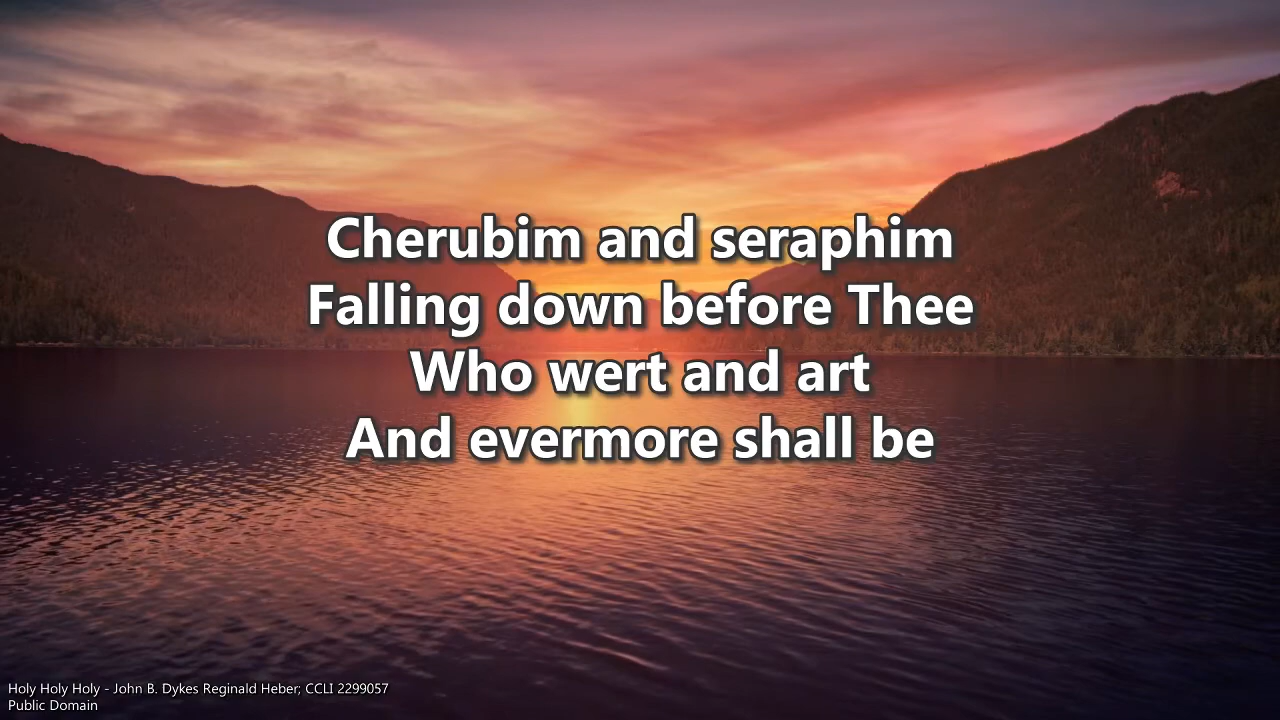 Cherubim and seraphim
Falling down before Thee
Who wert and art
And evermore shall be
Holy Holy Holy - John B. Dykes Reginald Heber; CCLI 2299057
Public Domain